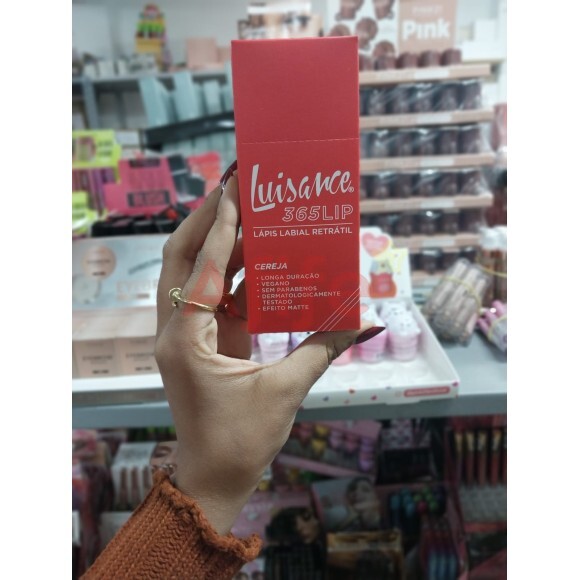 Pink
Luisance®
365LIP
LÁPIS LABIAL RETRÁTIL
CEREJA
• LONGA DURAÇÃO
• VEGANO
• SEM PARABENOS
• DERMATOLOGICAMENTE
TESTADO
• EFEITO MATTE